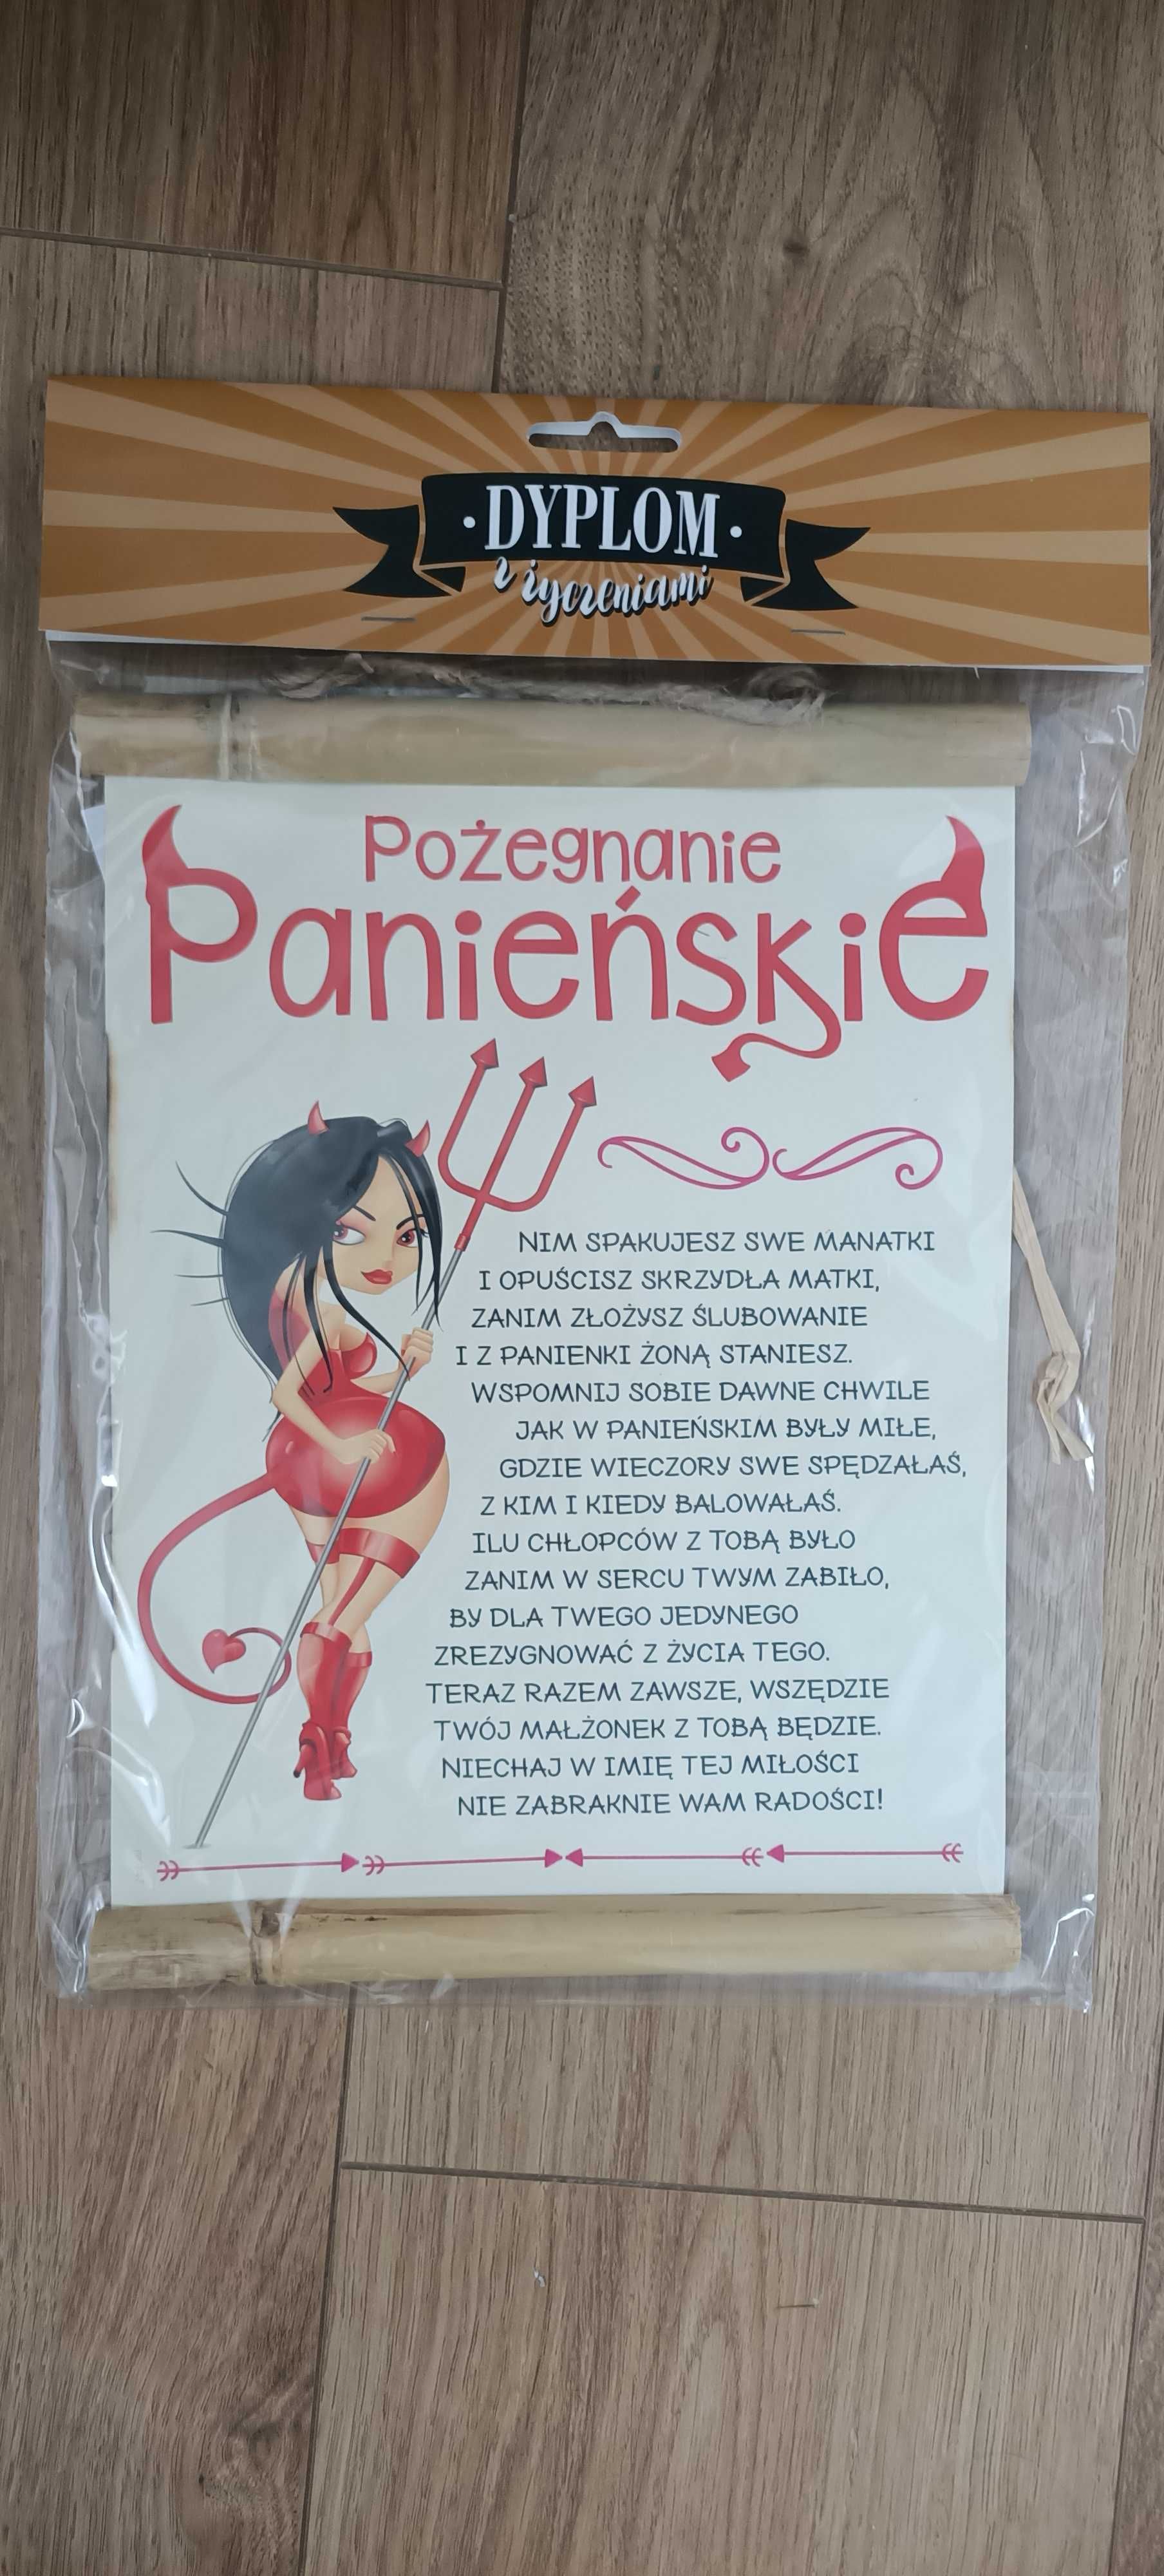 · DYPLOM ·
z życzeniami
Pożegnanie
Panieńskie
NIM SPAKUJESZ SWE MANATKI
I OPUŚCISZ SKRZYDŁA MATKI,
ZANIM ZŁOŻYSZ ŚLUBOWANIE
I Z PANIENKI ŻONĄ STANIESZ.
WSPOMNIJ SOBIE DAWNE CHWILE
JAK W PANIEŃSKIM BYŁY MIŁE,
GDZIE WIECZORY SWE SPĘDZAŁAŚ,
Z KIM I KIEDY BALOWAŁAŚ.
ILU CHŁOPCÓW Z TOBĄ BYŁO
ZANIM W SERCU TWYM ZABIŁO,
BY DLA TWEGO JEDYNEGO
ZREZYGNOWAĆ Z ŻYCIA TEGO.
TERAZ RAZEM ZAWSZE, WSZĘDZIE
TWÓJ MAŁŻONEK Z TOBĄ BĘDZIE.
NIECHAJ W IMIĘ TEJ MIŁOŚCI
NIE ZABRAKNIE WAM RADOŚCI!